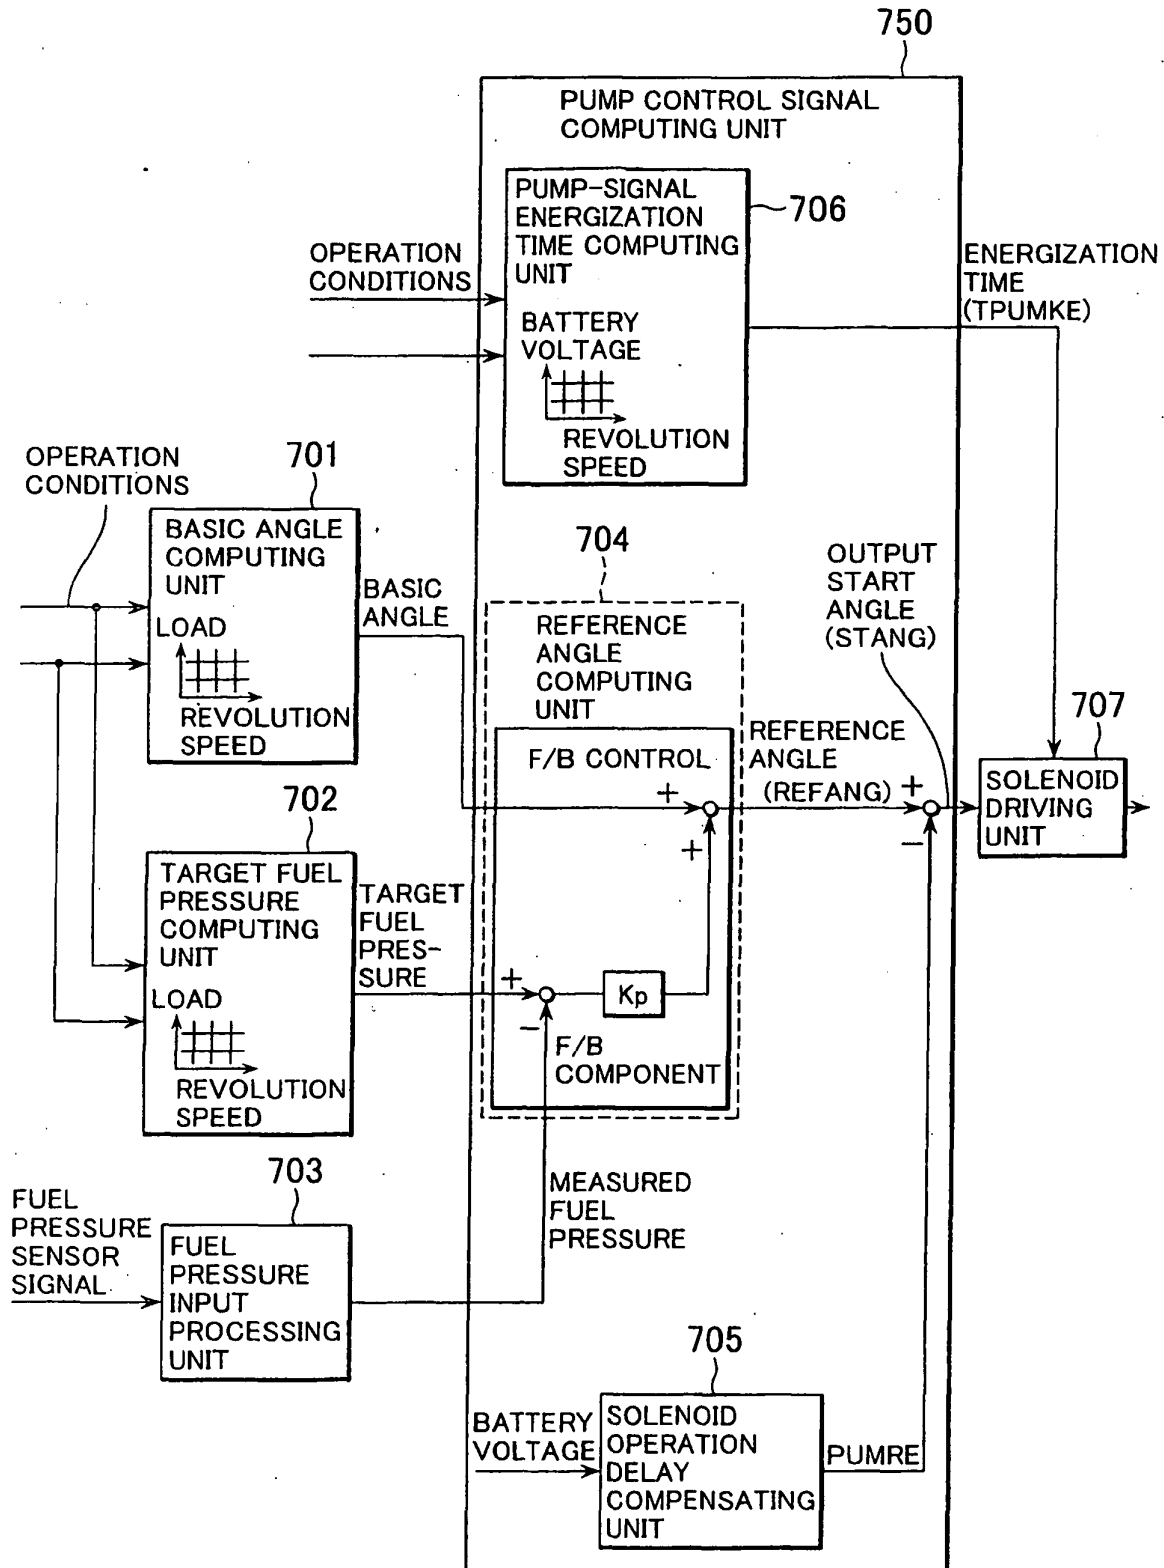 750
PUMP CONTROL SIGNAL
COMPUTING UNIT
PUMP-SIGNAL
ENERGIZATION
TIME COMPUTING
UNIT
BATTERY
VOLTAGE
REVOLUTION
SPEED
706
OPERATION
CONDITIONS
ENERGIZATION
TIME
(TPUMKE)
OPERATION
CONDITIONS
701
BASIC ANGLE
COMPUTING
UNIT
LOAD
REVOLUTION
SPEED
BASIC
ANGLE
704
REFERENCE
ANGLE
COMPUTING
UNIT
F/B CONTROL
+
+
OUTPUT
START
ANGLE
(STANG)
REFERENCE
ANGLE
(REFANG)
+
−
707
SOLENOID
DRIVING
UNIT
702
TARGET FUEL
PRESSURE
COMPUTING
UNIT
LOAD
REVOLUTION
SPEED
TARGET
FUEL
PRES-
SURE
+
−
Kp
F/B
COMPONENT
703
FUEL
PRESSURE
SENSOR
SIGNAL
FUEL
PRESSURE
INPUT
PROCESSING
UNIT
MEASURED
FUEL
PRESSURE
705
BATTERY
VOLTAGE
SOLENOID
OPERATION
DELAY
COMPENSATING
UNIT
PUMRE